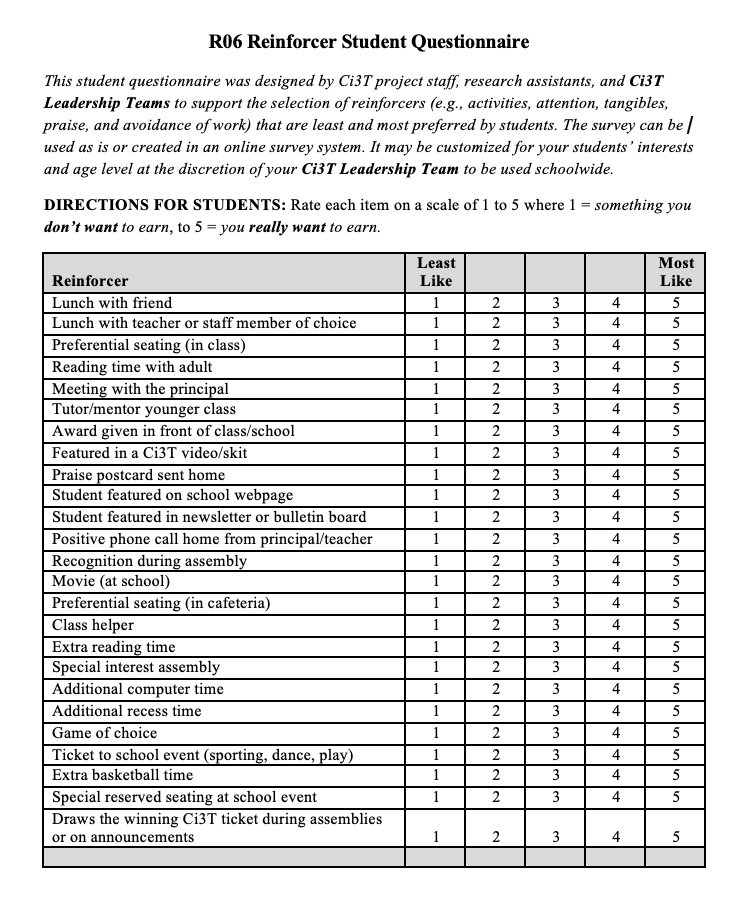 R06 Reinforcer Student Questionnaire
This student questionnaire was designed by Ci3T project staff, research assistants, and Ci3T
Leadership Teams to support the selection of reinforcers (e.g., activities, attention, tangibles,
praise, and avoidance of work) that are least and most preferred by students. The survey can be
used as is or created in an online survey system. It may be customized for your students' interests
and age level at the discretion of your Ci3T Leadership Team to be used schoolwide.
DIRECTIONS FOR STUDENTS: Rate each item on a scale of 1 to 5 where 1 = something you
don't want to earn, to 5 = you really want to earn.
Reinforcer Least Like Most Like
Lunch with friend 1 2 3 4 5
Lunch with teacher or staff member of choice 1 2 3 4 5
Preferential seating (in class) 1 2 3 4 5
Reading time with adult 1 2 3 4 5
Meeting with the principal 1 2 3 4 5
Tutor/mentor younger class 1 2 3 4 5
Award given in front of class/school 1 2 3 4 5
Featured in a Ci3T video/skit 1 2 3 4 5
Praise postcard sent home 1 2 3 4 5
Student featured on school webpage 1 2 3 4 5
Student featured in newsletter or bulletin board 1 2 3 4 5
Positive phone call home from principal/teacher 1 2 3 4 5
Recognition during assembly 1 2 3 4 5
Movie (at school) 1 2 3 4 5
Preferential seating (in cafeteria) 1 2 3 4 5
Class helper 1 2 3 4 5
Extra reading time 1 2 3 4 5
Special interest assembly 1 2 3 4 5
Additional computer time 1 2 3 4 5
Additional recess time 1 2 3 4 5
Game of choice 1 2 3 4 5
Ticket to school event (sporting, dance, play) 1 2 3 4 5
Extra basketball time 1 2 3 4 5
Special reserved seating at school event 1 2 3 4 5
Draws the winning Ci3T ticket during assemblies
or on announcements 1 2 3 4 5